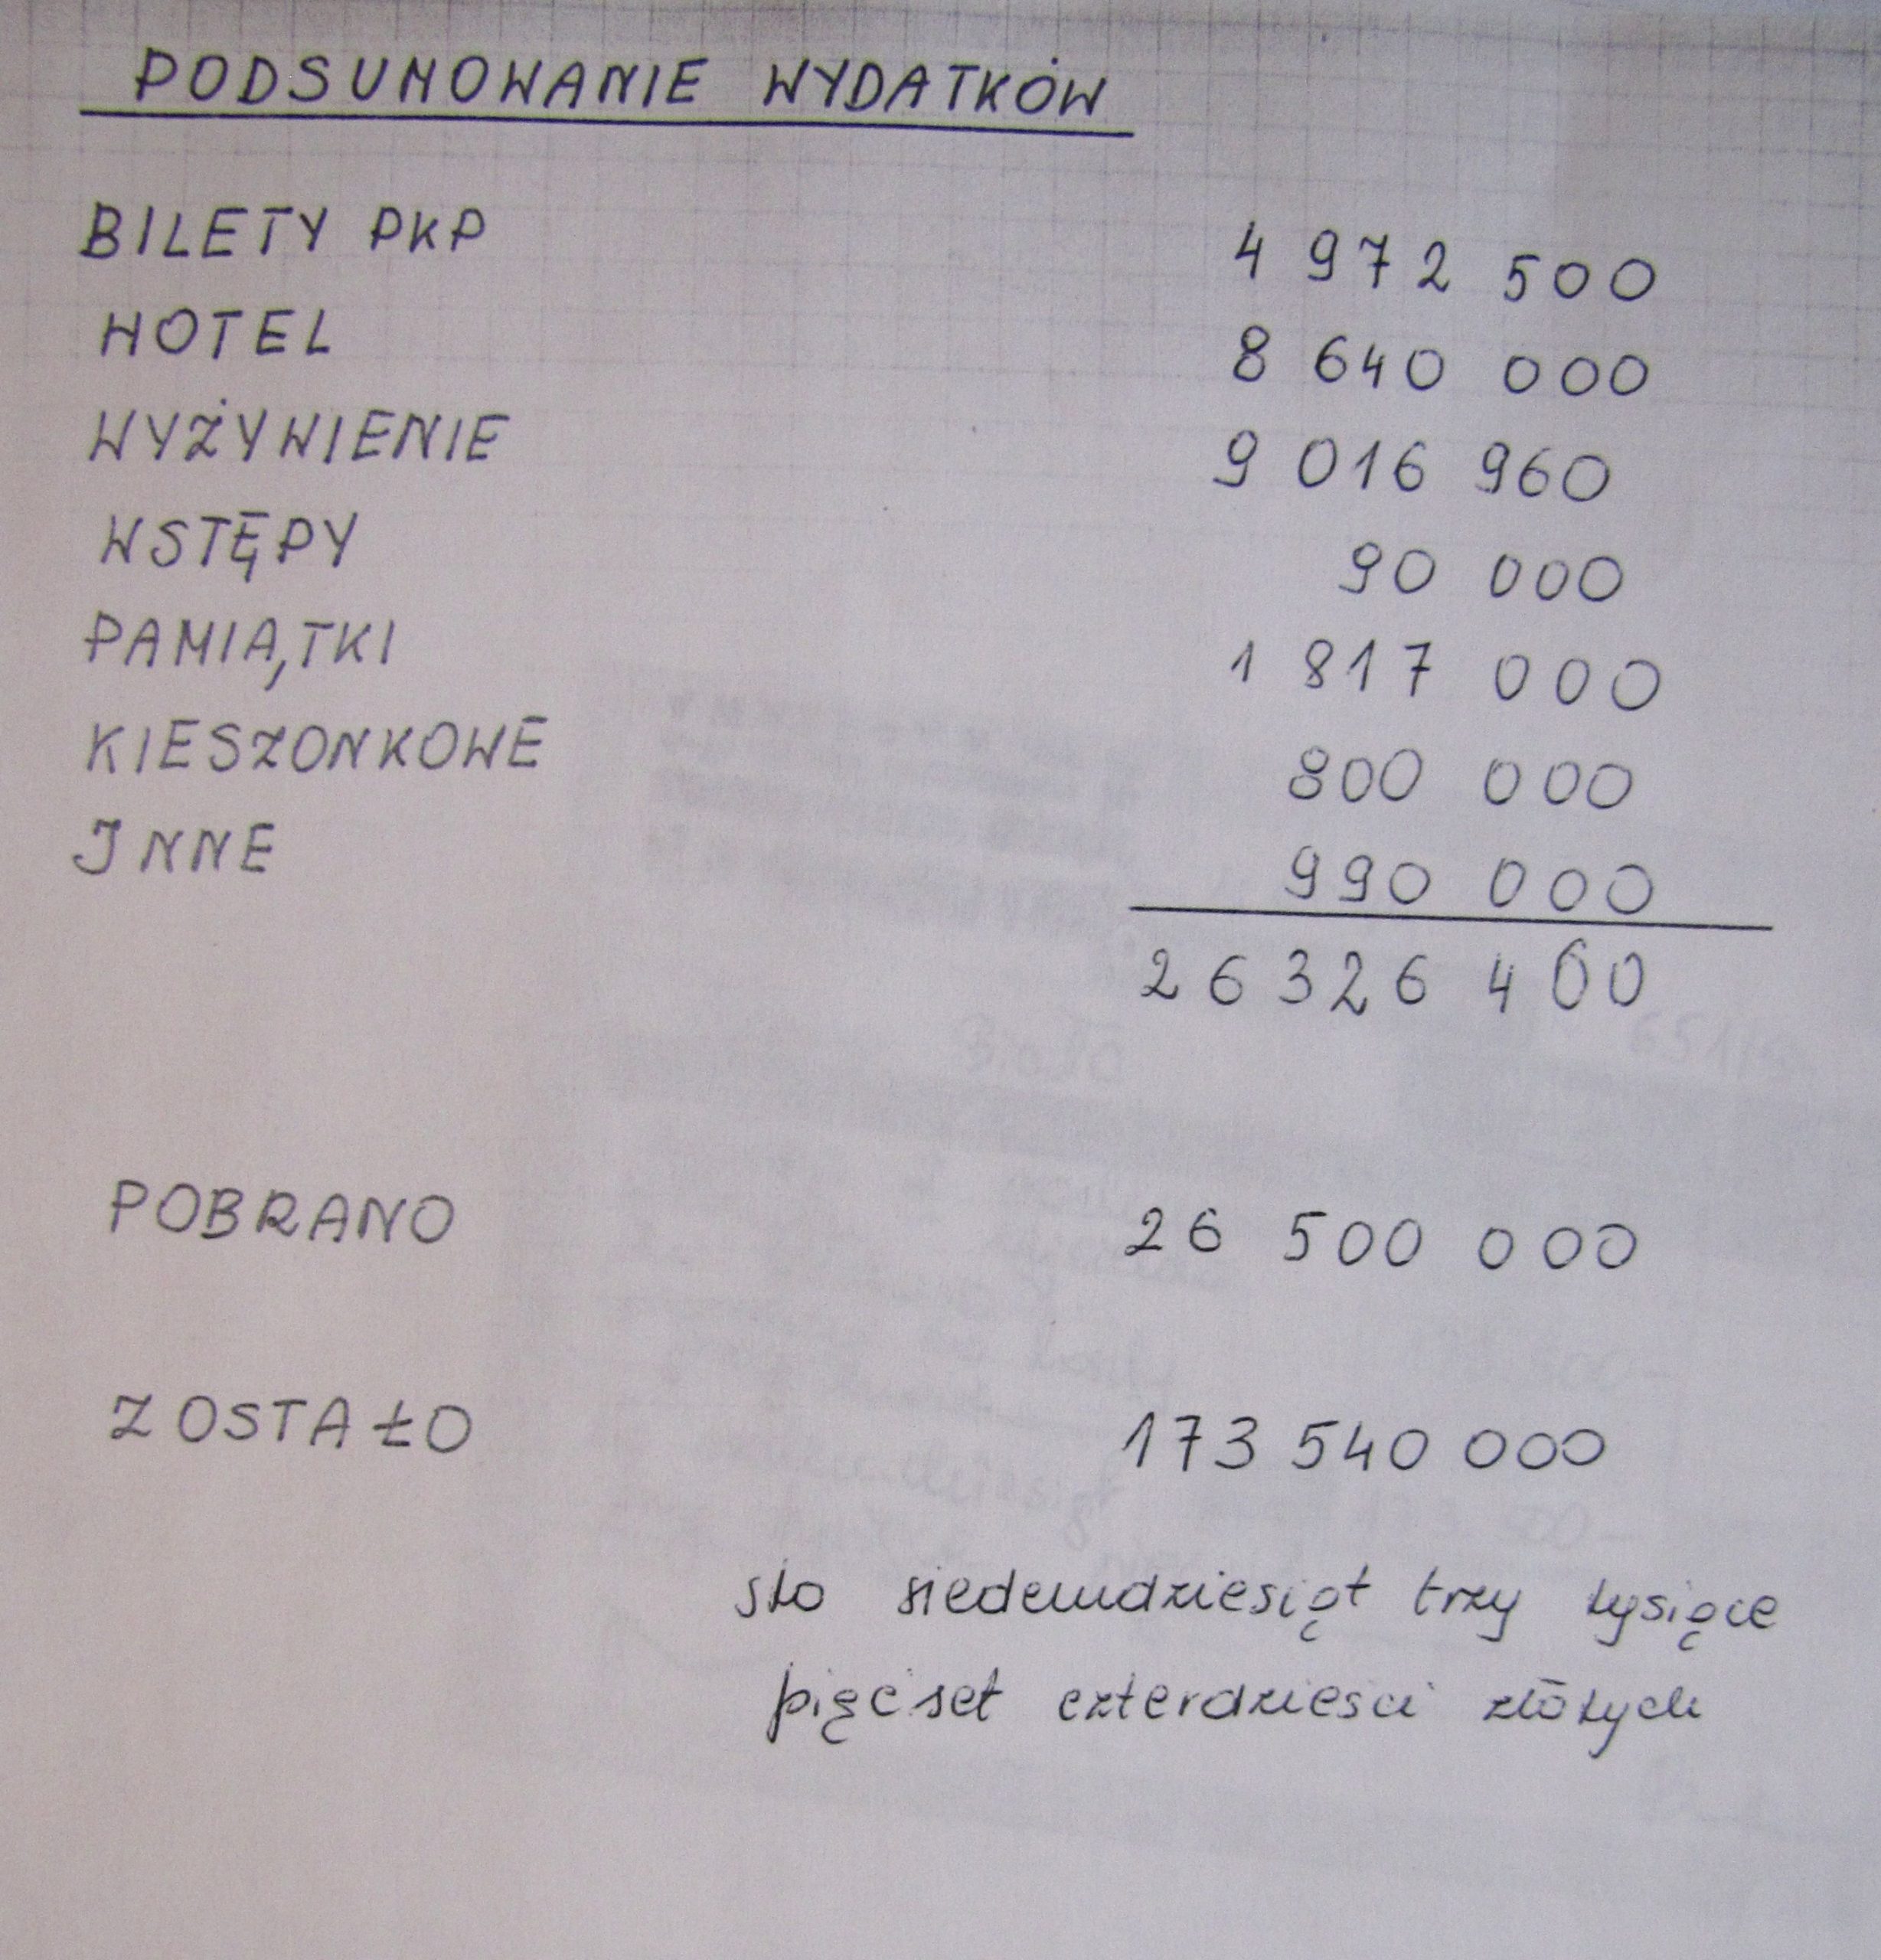 PODSUMOWANIE WYDATKÓW
BILETY PKP 4 972 500
HOTEL 8 640 000
WYŻYWIENIE 9 016 960
WSTĘPY 90 000
PAMIĄTKI 1 817 000
KIESZONKOWE 800 000
INNE 990 000
26 326 460
POBRANO 26 500 000
ZOSTAŁO 173 540 000
sto siedemdziesiąt trzy tysiące
pięćset czterdziesci złotych